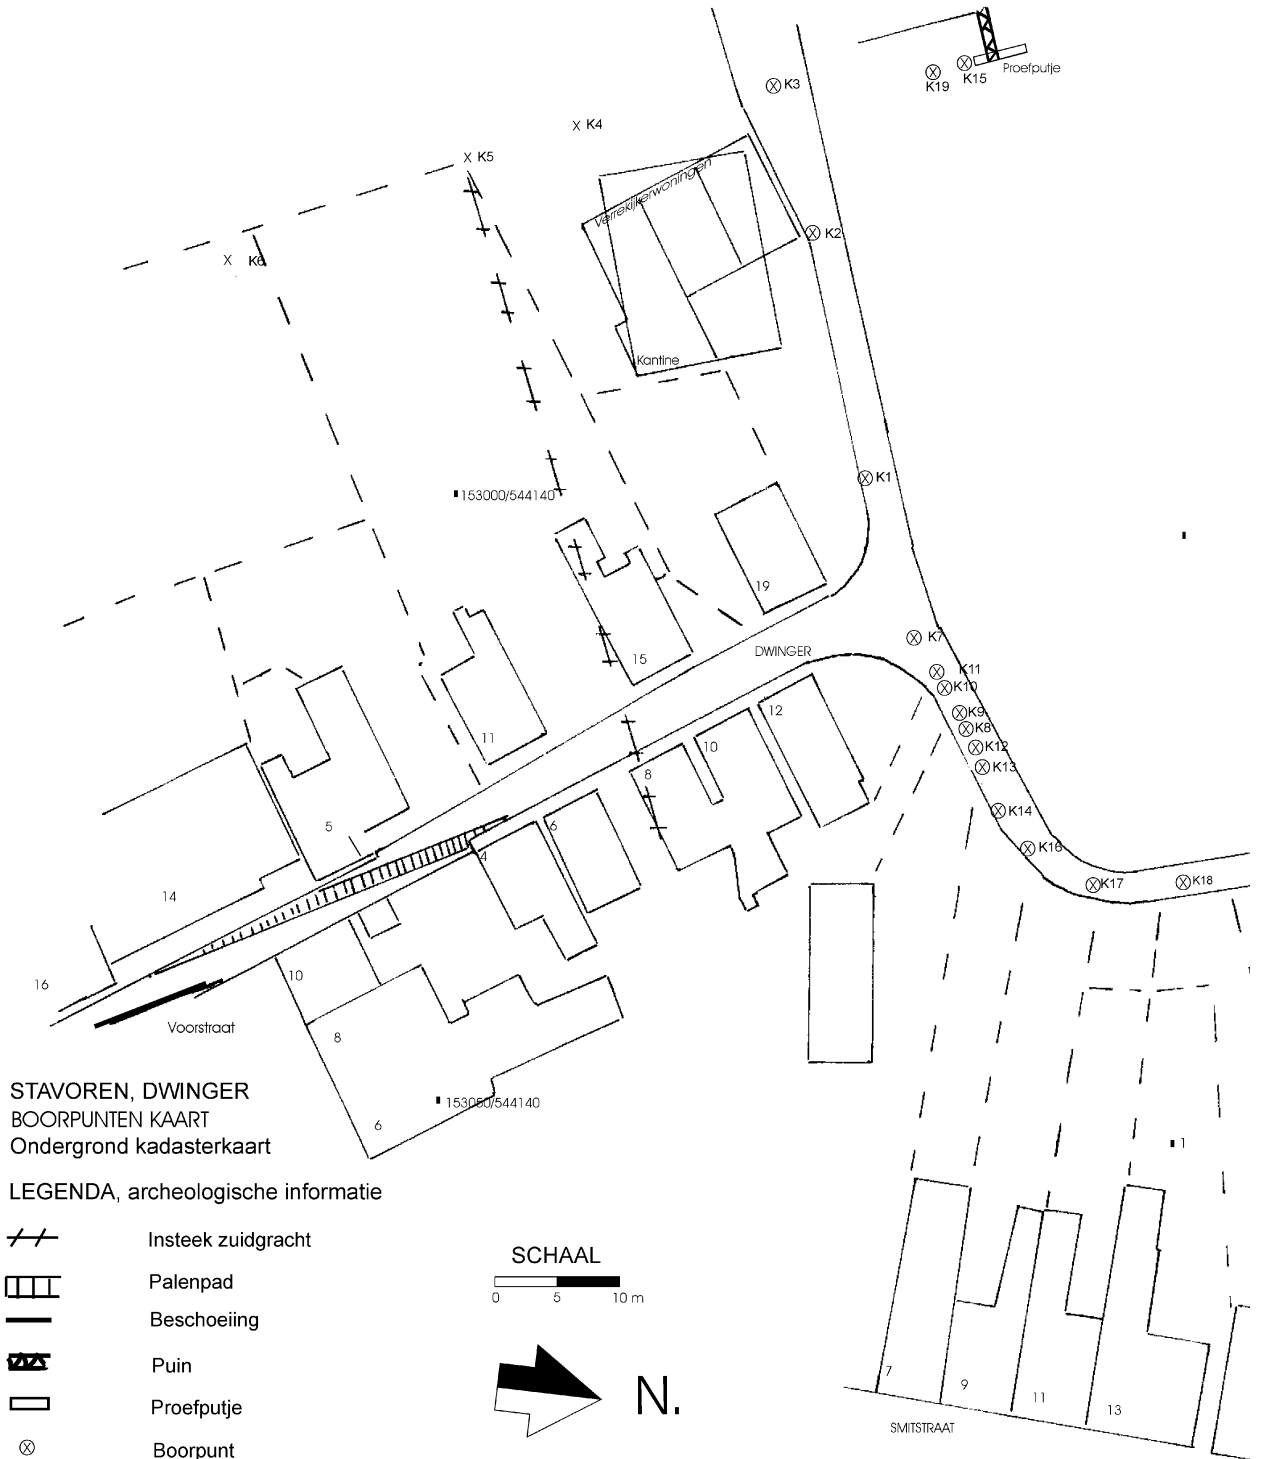 K3
K19
K15
Proefputje
K4
K5
Verrekijkerwoningen
K2
K6
Kantine
K1
153000/544140
19
15
DWINGER
K7
K11
K10
K9
K8
K12
K13
K14
K16
K17
K18
11
12
10
8
6
4
5
14
16
10
8
6
Voorstraat
153050/544140
1
STAVOREN, DWINGER
BOORPUNTEN KAART
Ondergrond kadasterkaart
LEGENDA, archeologische informatie
Insteek zuidgracht
Palenpad
Beschoeiing
Puin
Proefputje
Boorpunt
SCHAAL
0 5 10 m
N.
7
9
11
13
SMITSTRAAT